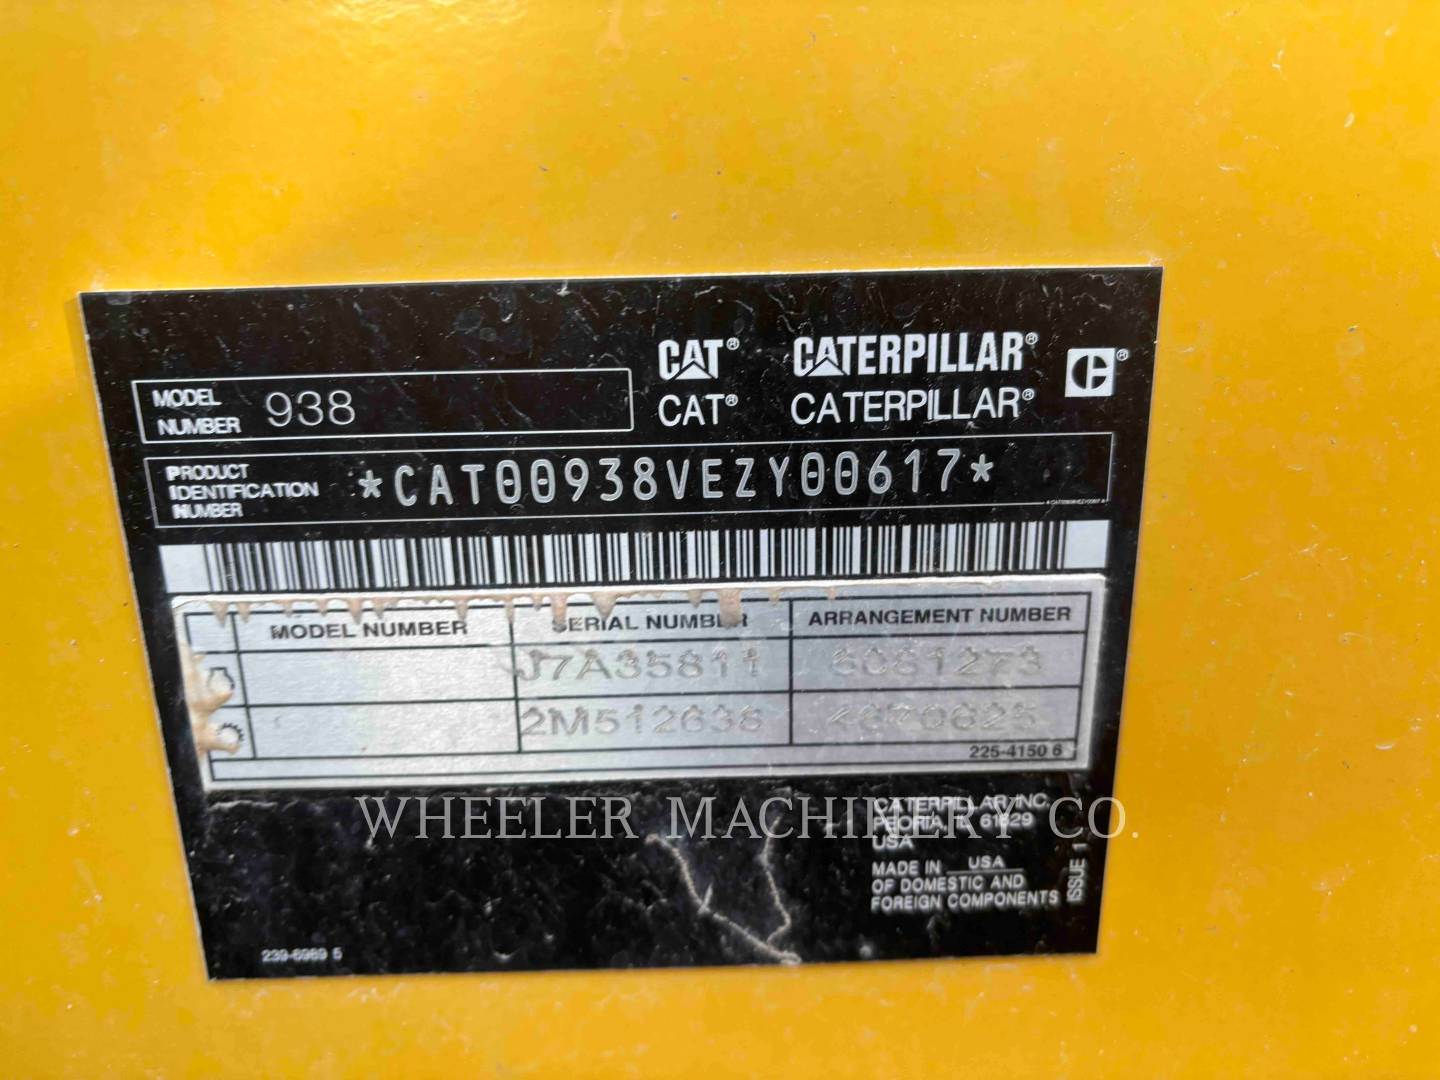 CAT® CATERPILLAR®
CAT® CATERPILLAR®
MODEL NUMBER 938
PRODUCT IDENTIFICATION NUMBER *CAT00938VEZY00617*
MODEL NUMBER SERIAL NUMBER ARRANGEMENT NUMBER
J7A35811 6081273
2M512638
225-4150 6
WHEELER MACHINERY CO.
CATERPILLAR INC.
PEORIA, IL 61629
USA
MADE IN USA
OF DOMESTIC AND
FOREIGN COMPONENTS
ISSUE 1
239-6969 5